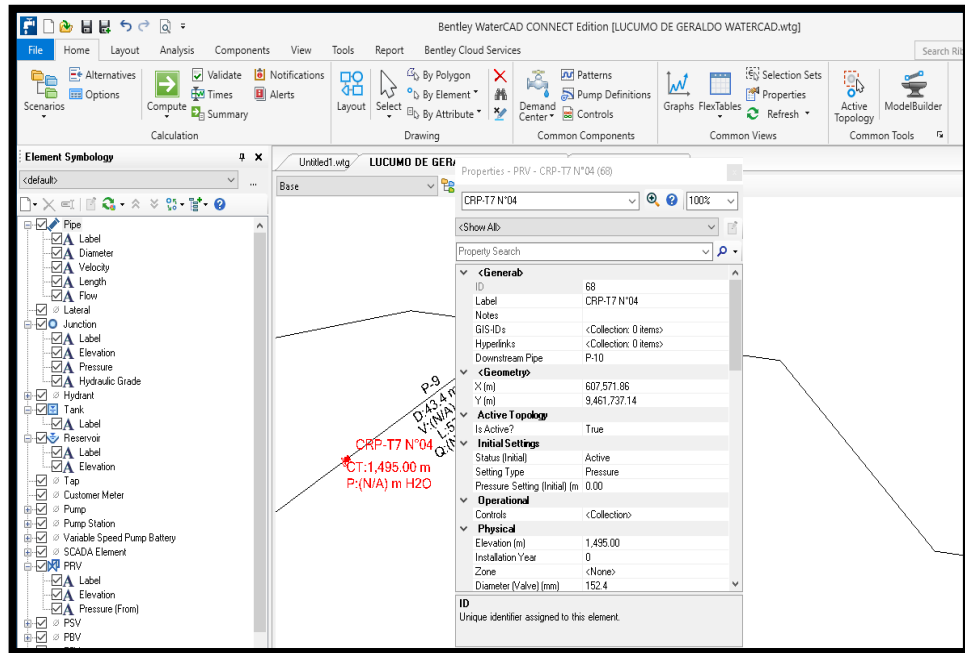 Bentley WaterCAD CONNECT Edition [LUCUMO DE GERALDO WATERCAD.wtg]
File Home Layout Analysis Components View Tools Report Bentley Cloud Services Search Rib
Scenarios
Alternatives
Options
Compute
Validate
Times
Summary
Notifications
Alerts
Calculation
Layout
Select
By Polygon
By Element
By Attribute
Drawing
Demand Center
Patterns
Pump Definitions
Controls
Common Components
Graphs
FlexTables
Selection Sets
Properties
Refresh
Common Views
Active Topology
ModelBuilder
Common Tools
Element Symbology
<default>
...
Pipe
Label
Diameter
Velocity
Length
Flow
Lateral
Junction
Label
Elevation
Pressure
Hydraulic Grade
Hydrant
Tank
Label
Reservoir
Label
Elevation
Tap
Customer Meter
Pump
Pump Station
Variable Speed Pump Battery
SCADA Element
PRV
Label
Elevation
Pressure (From)
PSV
PBV
Untitled1.wtg LUCUMO DE GERA
Base
P-9
D:43.4 m
V:(N/A)
CRP-T7 N°04
CT:1,495.00 m
P:(N/A) m H2O
Properties - PRV - CRP-T7 N°04 (68)
CRP-T7 N°04 100%
<Show All>
Property Search
<General>
ID 68
Label CRP-T7 N°04
Notes
GIS-IDs <Collection: 0 items>
Hyperlinks <Collection: 0 items>
Downstream Pipe P-10
<Geometry>
X (m) 607,571.86
Y (m) 9,461,737.14
Active Topology
Is Active? True
Initial Settings
Status (Initial) Active
Setting Type Pressure
Pressure Setting (Initial) (m 0.00
Operational
Controls <Collection>
Physical
Elevation (m) 1,495.00
Installation Year 0
Zone <None>
Diameter (Valve) (mm) 152.4
ID
Unique identifier assigned to this element.